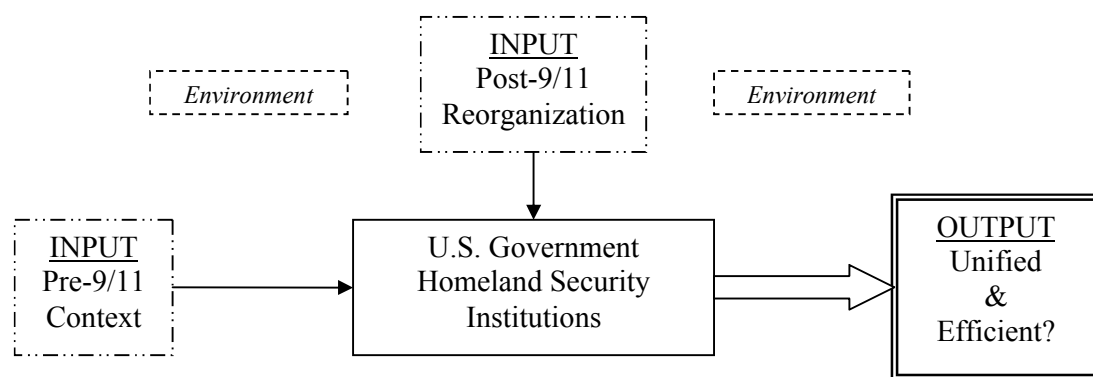 INPUT
Post-9/11
Reorganization
Environment
Environment
INPUT
Pre-9/11
Context
U.S. Government
Homeland Security
Institutions
OUTPUT
Unified
&
Efficient?